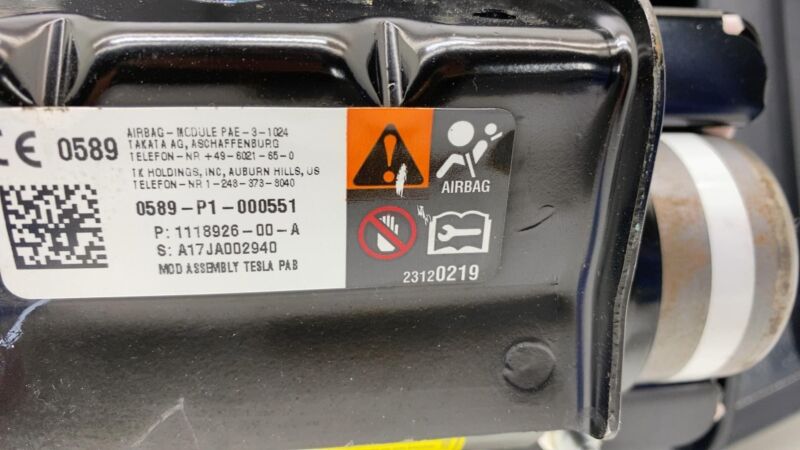 CE 0589
AIRBAG-MODULE PAE-3-1024
TAKATA AG, ASCHAFFENBURG
TELEFON-NR +49-6021-65-0
TK HOLDINGS, INC, AUBURN HILLS, US
TELEFON-NR 1-248-373-8040
0589-P1-000551
P: 1118926-00-A
S: A17JA002940
MOD ASSEMBLY TESLA PAB
AIRBAG
23120219